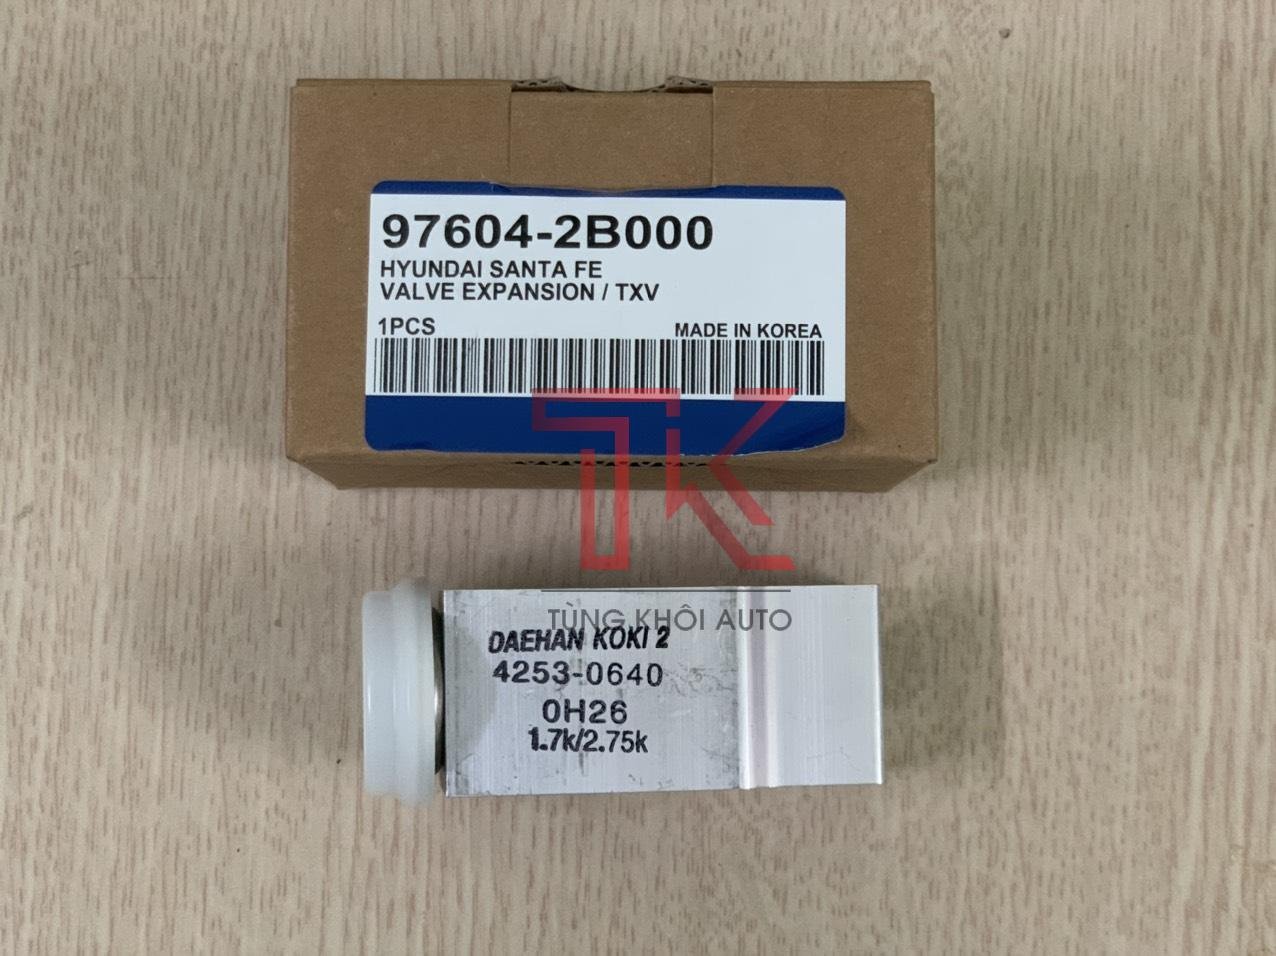 97604-2B000
HYUNDAI SANTA FE
VALVE EXPANSION / TXV
1PCS MADE IN KOREA
TK
TÙNG KHÔI AUTO
DAEHAN KOKI 2
4253-0640
0H26
1.7k/2.75k